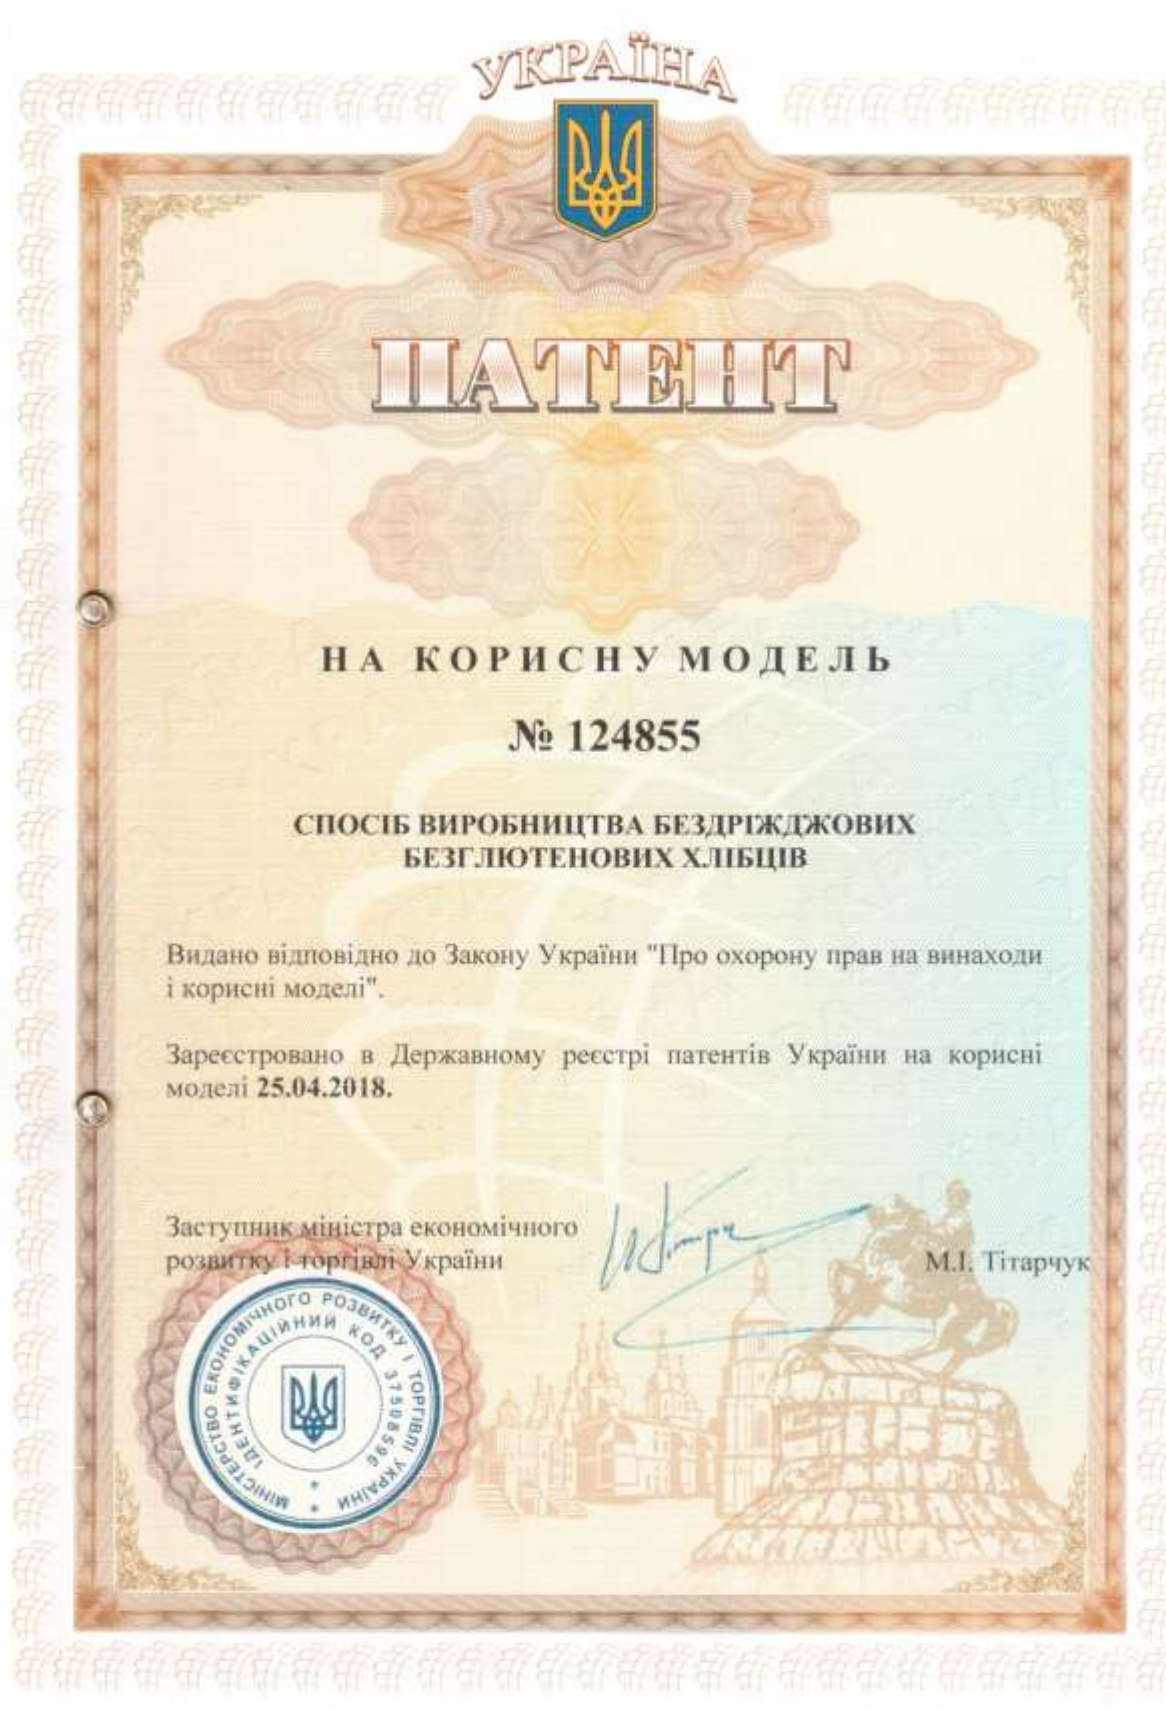 УКРАЇНА
ПАТЕНТ
НА КОРИСНУ МОДЕЛЬ
№ 124855
СПОСІБ ВИРОБНИЦТВА БЕЗДРІЖДЖОВИХ
БЕЗГЛЮТЕНОВИХ ХЛІБЦІВ
Видано відповідно до Закону України "Про охорону прав на винаходи
і корисні моделі".
Зареєстровано в Державному реєстрі патентів України на корисні
моделі 25.04.2018.
Заступник міністра економічного
розвитку і торгівлі України
М.І. Тітарчук
МІНІСТЕРСТВО ЕКОНОМІЧНОГО РОЗВИТКУ І ТОРГІВЛІ УКРАЇНИ
ІДЕНТИФІКАЦІЙНИЙ КОД 37508596